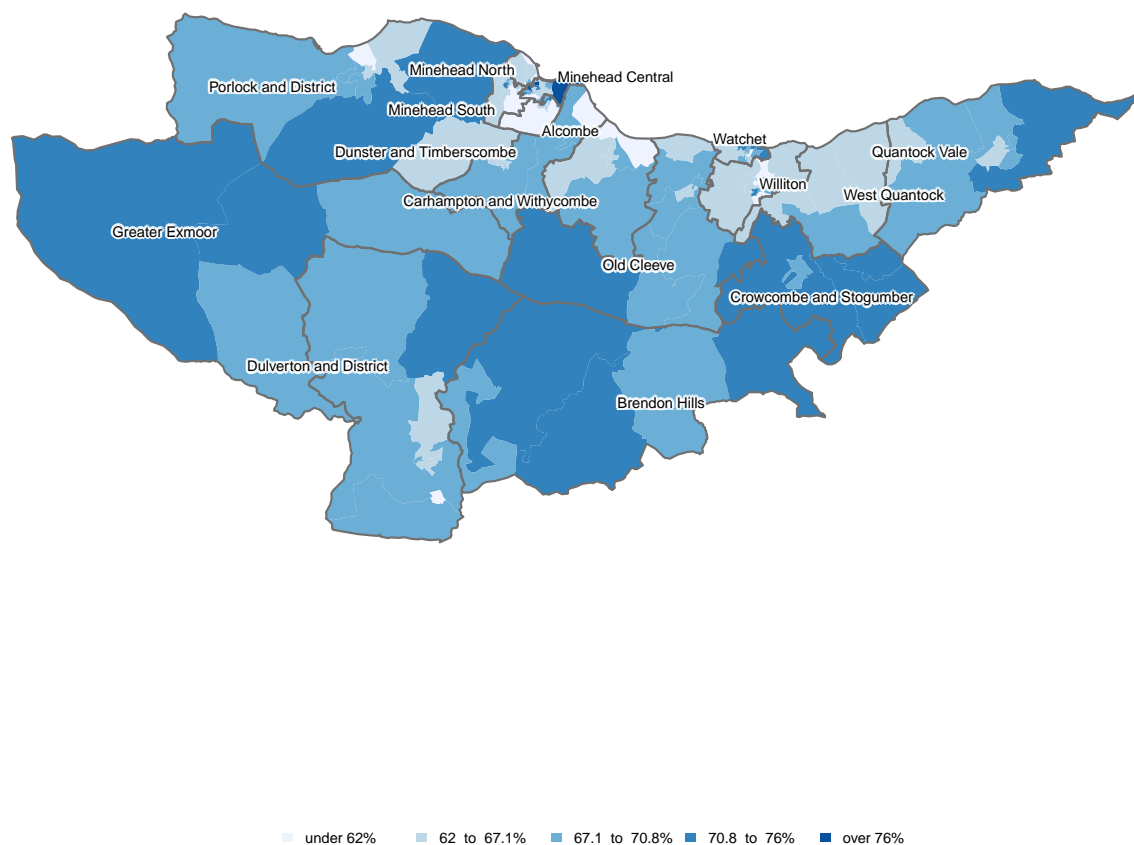 Minehead North
Minehead Central
Porlock and District
Minehead South
Alcombe
Watchet
Dunster and Timberscombe
Quantock Vale
Williton
West Quantock
Carhampton and Withycombe
Greater Exmoor
Old Cleeve
Crowcombe and Stogumber
Dulverton and District
Brendon Hills
under 62% 62 to 67.1% 67.1 to 70.8% 70.8 to 76% over 76%